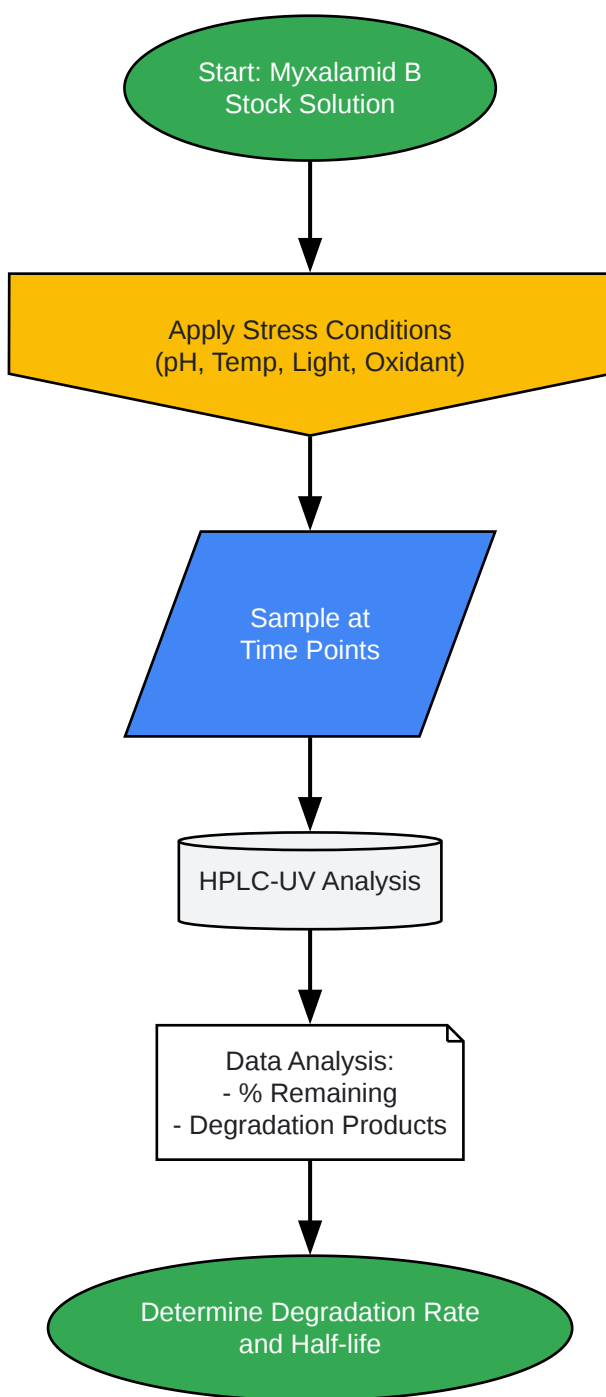 Start: Myxalamid B
Stock Solution
Apply Stress Conditions
(pH, Temp, Light, Oxidant)
Sample at
Time Points
HPLC-UV Analysis
Data Analysis:
- % Remaining
- Degradation Products
Determine Degradation Rate
and Half-life